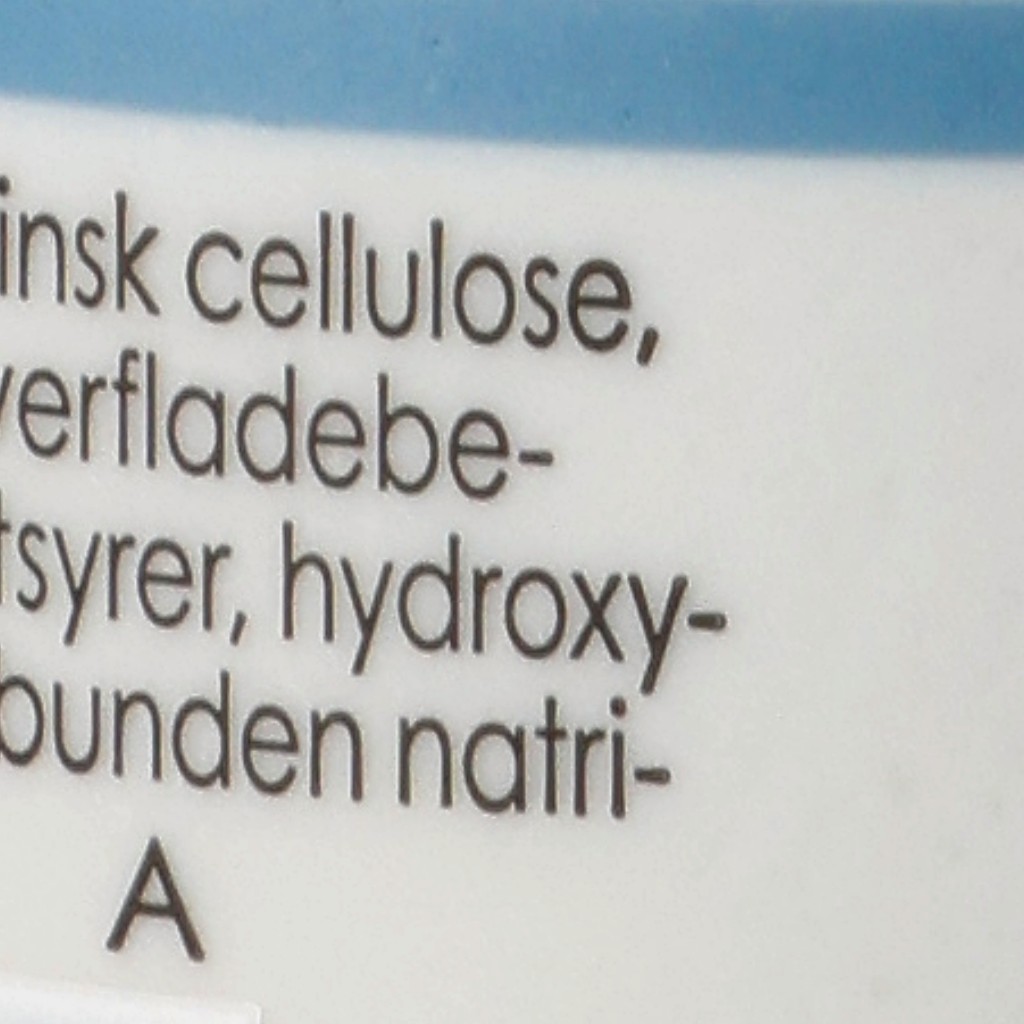 insk cellulose,
verfladebe-
tsyrer, hydroxy-
bunden natri-
A